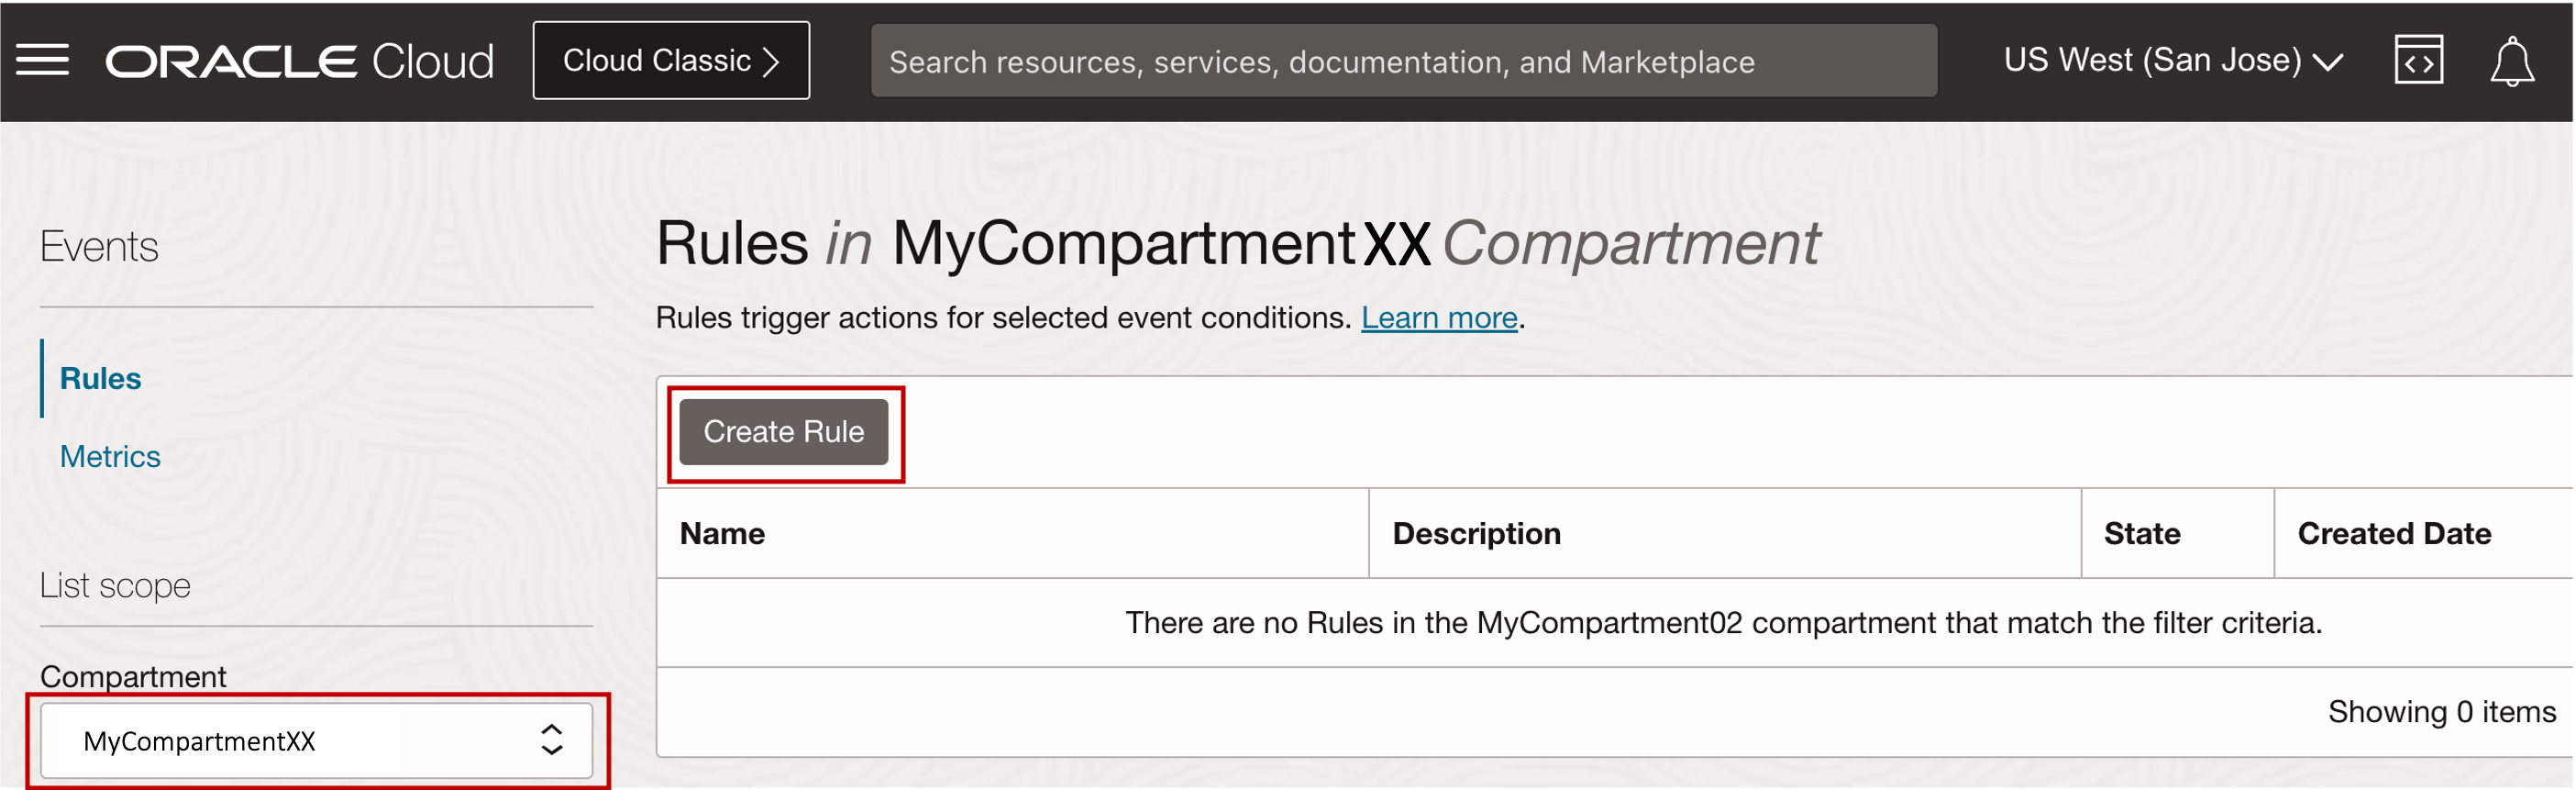 ORACLE Cloud
Cloud Classic
Search resources, services, documentation, and Marketplace
US West (San Jose)
Events
Rules
Metrics
List scope
Compartment
MyCompartmentXX
Rules in MyCompartmentXX Compartment
Rules trigger actions for selected event conditions. Learn more.
Create Rule
Name Description State Created Date
There are no Rules in the MyCompartment02 compartment that match the filter criteria.
Showing 0 items